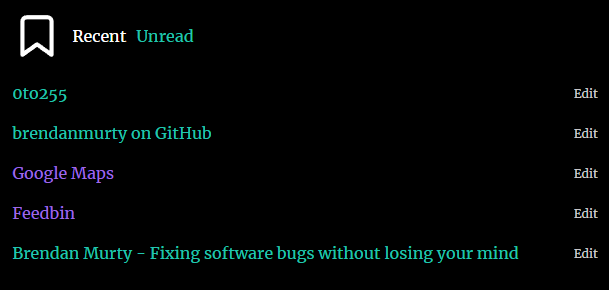 Recent Unread
0to255 Edit
brendanmurty on GitHub Edit
Google Maps Edit
Feedbin Edit
Brendan Murty - Fixing software bugs without losing your mind Edit